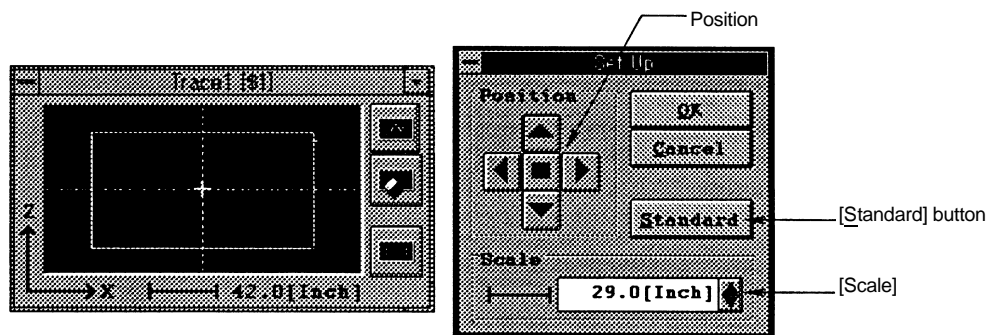 Position
Trace1 [$1]
Set Up
Position
OK
Cancel
Standard
[Standard] button
Z
X
42.0[Inch]
Scale
29.0[Inch]
[Scale]